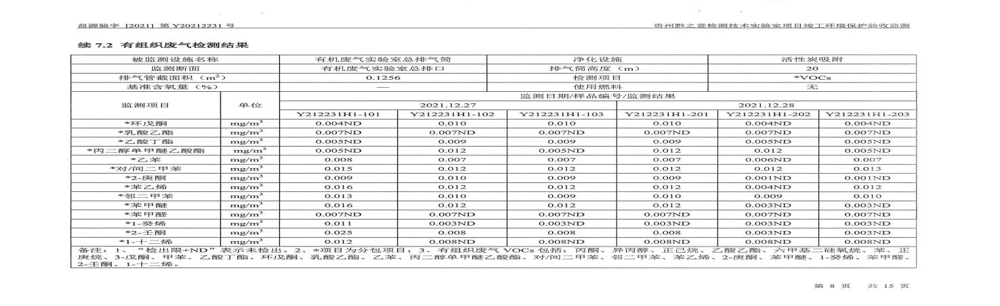 益源验字 [2021] 第 Y20212231 号 贵州黔之意检测技术实验室项目竣工环境保护验收监测
续 7.2 有组织废气检测结果
被监测设施名称 有机废气实验室总排气筒 净化设施 活性炭吸附
监测断面 有机废气实验室总排口 排气筒高度（m） 20
排气管截面积（m²） 0.1256 检测项目 *VOCs
基准含氧量（%） — 使用燃料 无
监测项目 单位 监测日期/样品编号/监测结果
2021.12.27 2021.12.28
Y212231H1-101 Y212231H1-102 Y212231H1-103 Y212231H1-201 Y212231H1-202 Y212231H1-203
*环戊酮 mg/m³ 0.004ND 0.010 0.010 0.010 0.004ND 0.004ND
*乳酸乙酯 mg/m³ 0.007ND 0.007ND 0.007ND 0.007ND 0.007ND 0.007ND
*乙酸丁酯 mg/m³ 0.005ND 0.009 0.009 0.009 0.005ND 0.005ND
*丙二醇单甲醚乙酸酯 mg/m³ 0.005ND 0.012 0.005ND 0.012 0.012 0.005ND
*乙苯 mg/m³ 0.008 0.007 0.007 0.007 0.006ND 0.007
*对/间二甲苯 mg/m³ 0.015 0.012 0.012 0.012 0.012 0.013
*2-庚酮 mg/m³ 0.009 0.010 0.009 0.009 0.001ND 0.001ND
*苯乙烯 mg/m³ 0.016 0.012 0.012 0.012 0.004ND 0.012
*邻二甲苯 mg/m³ 0.013 0.010 0.009 0.010 0.009 0.010
*苯甲醚 mg/m³ 0.016 0.012 0.012 0.012 0.003ND 0.003ND
*苯甲醛 mg/m³ 0.007ND 0.007ND 0.007ND 0.007ND 0.007ND 0.007ND
*1-癸烯 mg/m³ 0.011 0.003ND 0.003ND 0.003ND 0.003ND 0.003ND
*2-壬酮 mg/m³ 0.025 0.008 0.008 0.008 0.003ND 0.003ND
*1-十二烯 mg/m³ 0.012 0.008ND 0.008ND 0.008ND 0.008ND 0.008ND
备注：1、“检出限+ND”表示未检出。2、*项目为分包项目；3、有组织废气 VOCs 包括：丙酮、异丙醇、正己烷、乙酸乙酯、六甲基二硅氧烷、苯、正
庚烷、3-戊酮、甲苯、乙酸丁酯、环戊酮、乳酸乙酯、乙苯、丙二醇单甲醚乙酸酯、对/间二甲苯、邻二甲苯、苯乙烯、2-庚酮、苯甲醚、1-癸烯、苯甲醛、
2-壬酮、1-十二烯。
第 8 页 共 15 页